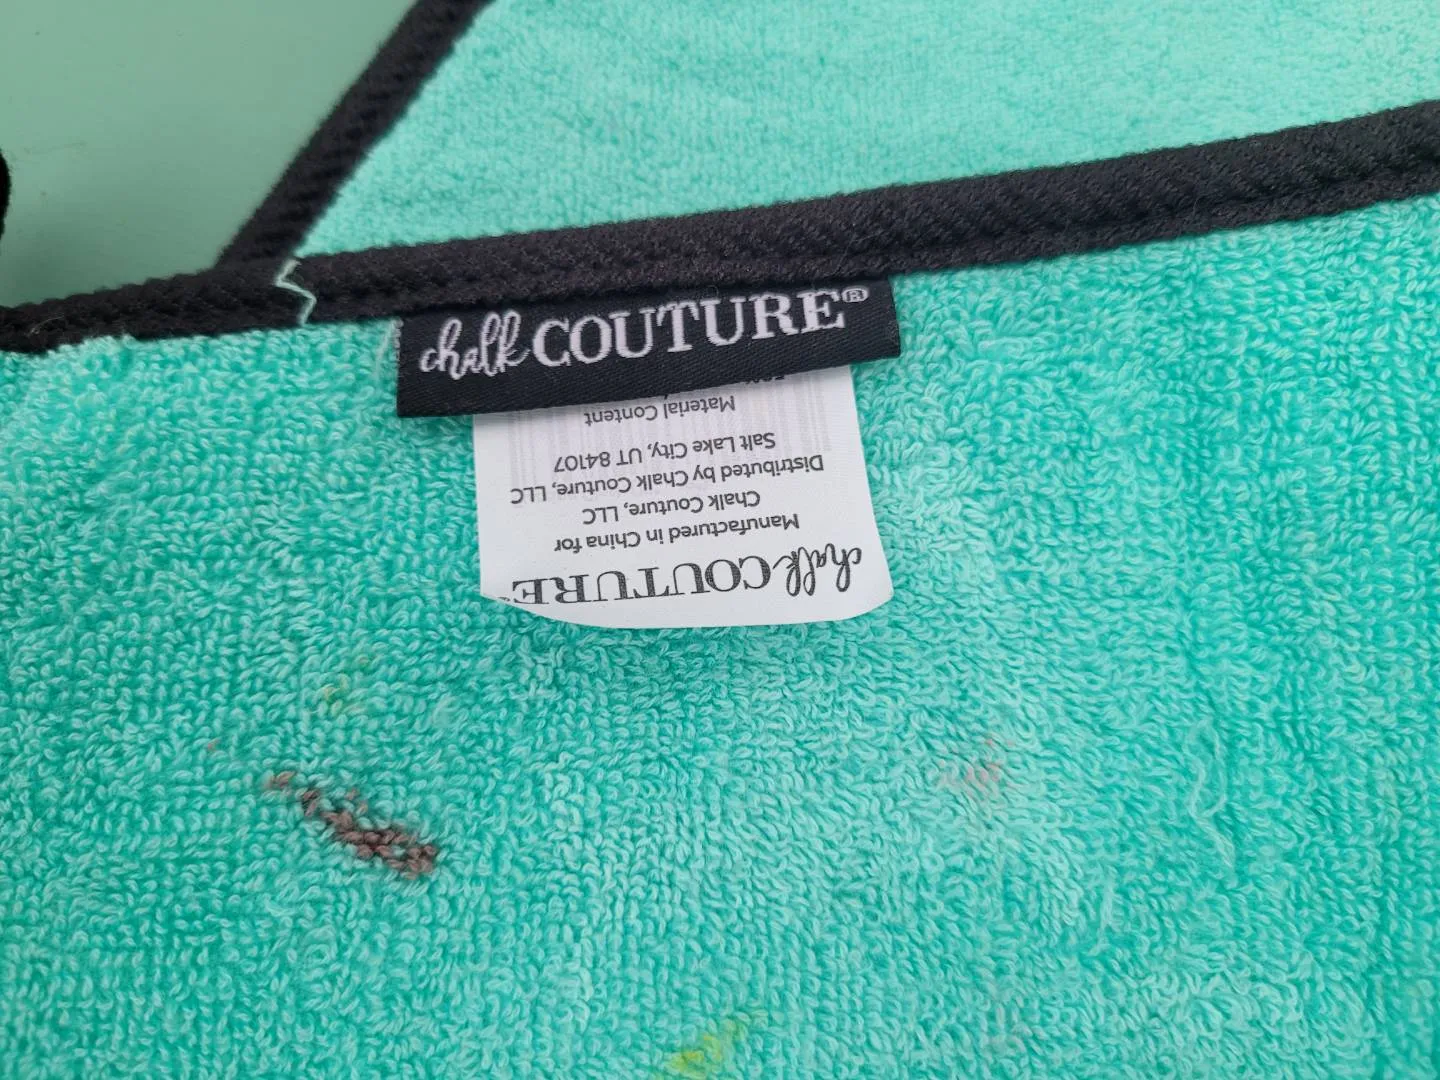 chalk COUTURE®
chalk COUTURE
Manufactured in China for
Chalk Couture, LLC
Distributed by Chalk Couture, LLC
Salt Lake City, UT 84107
Material Content